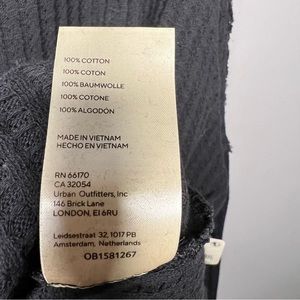 100% COTTON
100% COTON
100% BAUMWOLLE
100% COTONE
100% ALGODÓN
MADE IN VIETNAM
HECHO EN VIETNAM
RN 66170
CA 32054
Urban Outfitters, Inc
146 Brick Lane
LONDON, E1 6RU
Leidsestraat 32, 1017 PB
Amsterdam, Netherlands
OB1581267